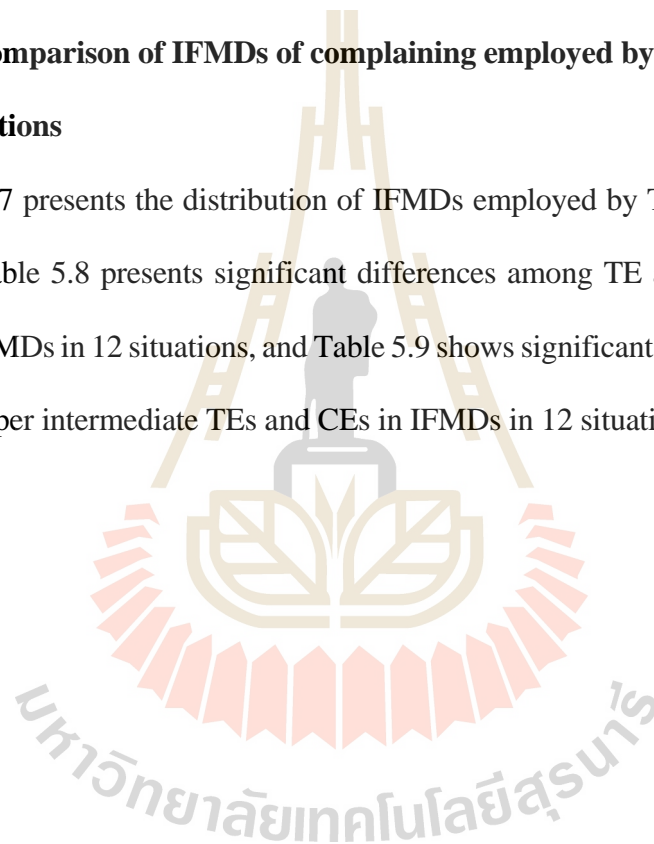 omparison of IFMDs of complaining employed by
tions
7 presents the distribution of IFMDs employed by T
able 5.8 presents significant differences among TE
MDs in 12 situations, and Table 5.9 shows significant
per intermediate TEs and CEs in IFMDs in 12 situati
มหาวิทยาลัยเทคโนโลยีสุรนารี